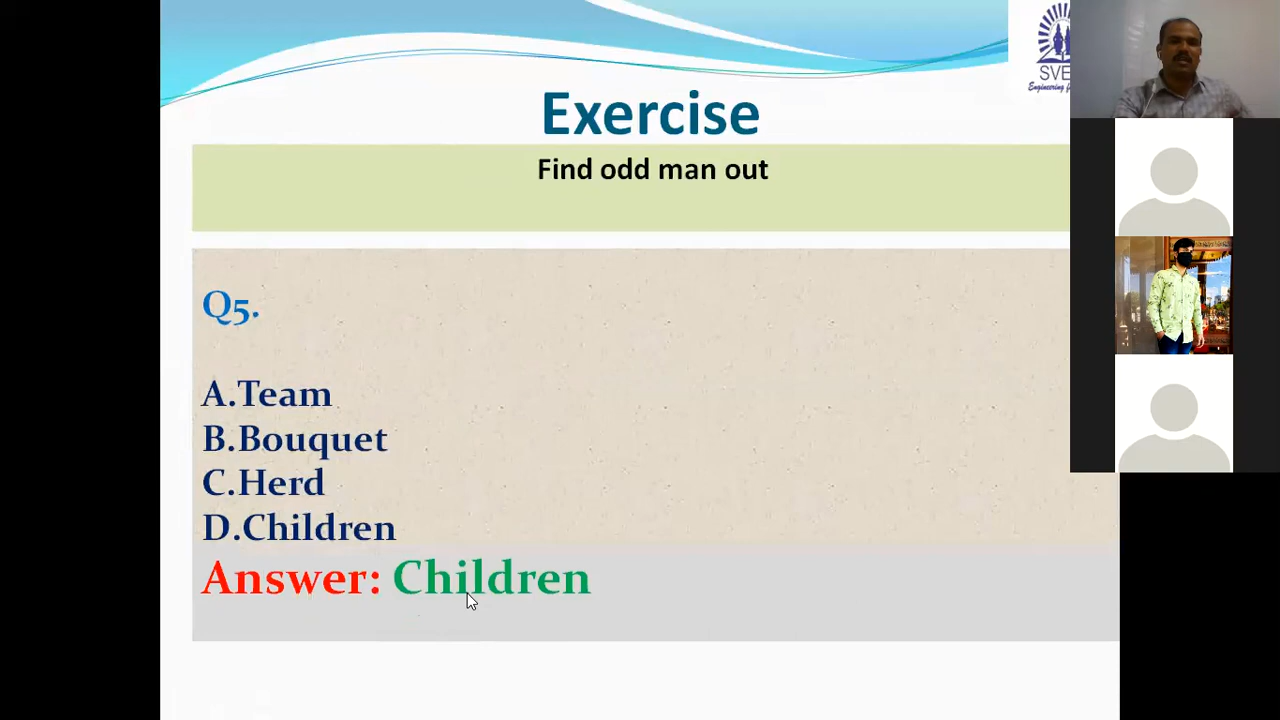 Exercise
Find odd man out
Q5.
A.Team
B.Bouquet
C.Herd
D.Children
Answer: Children